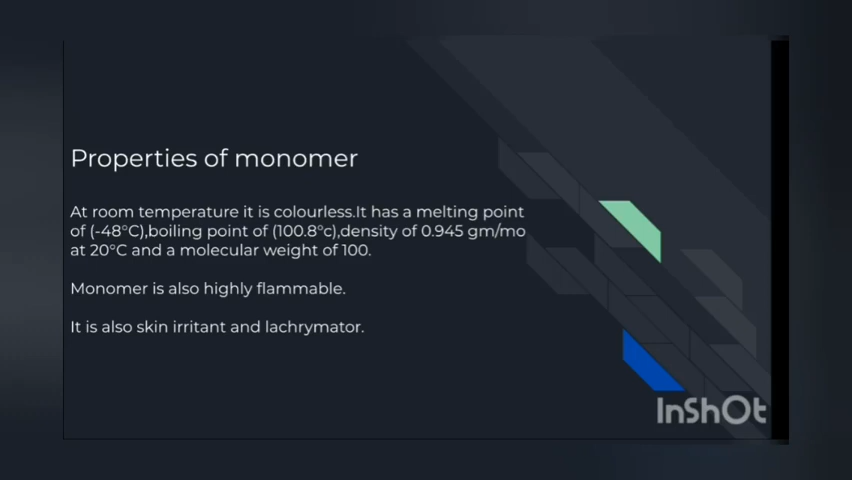 Properties of monomer
At room temperature it is colourless.It has a melting point
of (-48°C),boiling point of (100.8°c),density of 0.945 gm/mo
at 20°C and a molecular weight of 100.
Monomer is also highly flammable.
It is also skin irritant and lachrymator.
InShOt